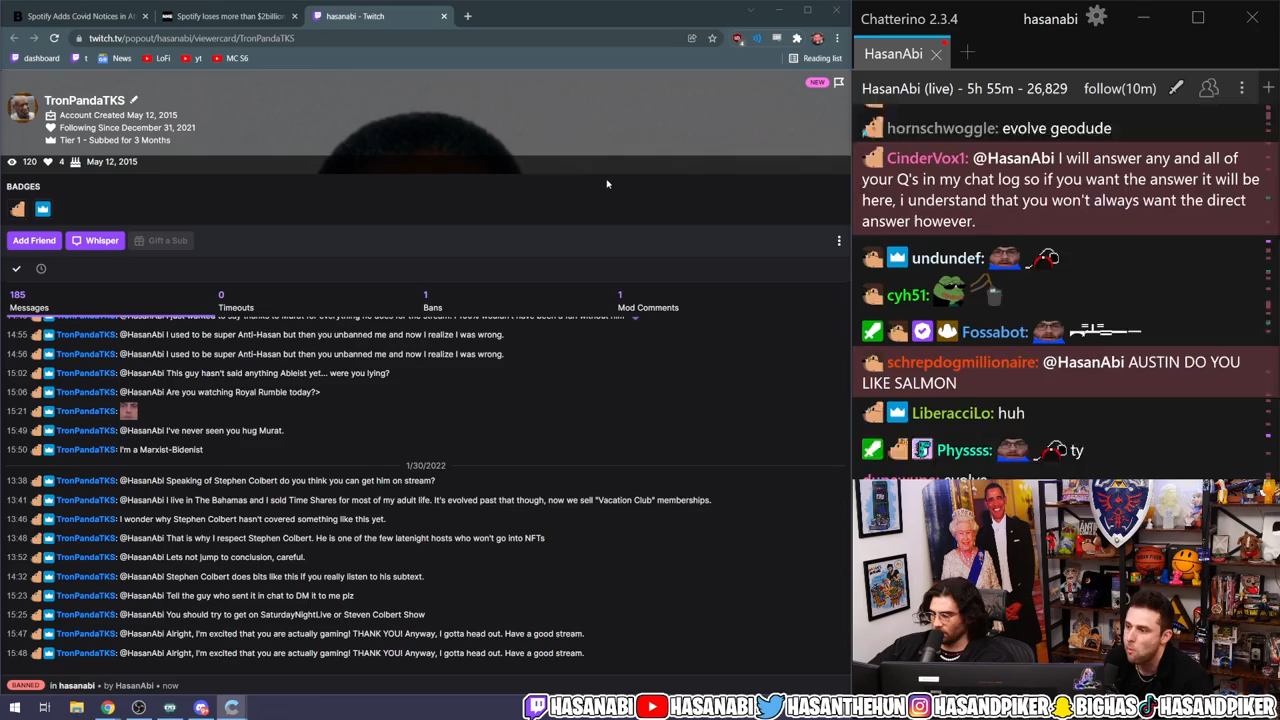 Spotify Adds Covid Notices in At
Spotify loses more than $2billion
hasanabi - Twitch
twitch.tv/popout/hasanabi/viewercard/TronPandaTKS
dashboard
t
News
LoFi
yt
MC S6
Reading list
TronPandaTKS
NEW
Account Created May 12, 2015
Following Since December 31, 2021
Tier 1 - Subbed for 3 Months
120 4 May 12, 2015
BADGES
Add Friend
Whisper
Gift a Sub
185 0 1 1
Messages Timeouts Bans Mod Comments
14:55 TronPandaTKS: @HasanAbi I used to be super Anti-Hasan but then you unbanned me and now I realize I was wrong.
14:56 TronPandaTKS: @HasanAbi I used to be super Anti-Hasan but then you unbanned me and now I realize I was wrong.
15:02 TronPandaTKS: @HasanAbi This guy hasn't said anything Ableist yet... were you lying?
15:06 TronPandaTKS: @HasanAbi Are you watching Royal Rumble today?>
15:21 TronPandaTKS:
15:49 TronPandaTKS: @HasanAbi I've never seen you hug Murat.
15:50 TronPandaTKS: I'm a Marxist-BIdenist
1/30/2022
13:38 TronPandaTKS: @HasanAbi Speaking of Stephen Colbert do you think you can get him on stream?
13:41 TronPandaTKS: @HasanAbi I live in The Bahamas and I sold Time Shares for most of my adult life. It's evolved past that though, now we sell "Vacation Club" memberships.
13:46 TronPandaTKS: I wonder why Stephen Colbert hasn't covered something like this yet.
13:48 TronPandaTKS: @HasanAbi That is why I respect Stephen Colbert. He is one of the few latenight hosts who won't go into NFTs
13:52 TronPandaTKS: @HasanAbi Lets not jump to conclusion, careful.
14:32 TronPandaTKS: @HasanAbi Stephen Colbert does bits like this if you really listen to his subtext.
15:23 TronPandaTKS: @HasanAbi Tell the guy who sent it in chat to DM it to me plz
15:25 TronPandaTKS: @HasanAbi You should try to get on SaturdayNightLive or Steven Colbert Show
15:47 TronPandaTKS: @HasanAbi Alright, I'm excited that you are actually gaming! THANK YOU! Anyway, I gotta head out. Have a good stream.
15:48 TronPandaTKS: @HasanAbi Alright, I'm excited that you are actually gaming! THANK YOU! Anyway, I gotta head out. Have a good stream.
BANNED in hasanabi • by HasanAbi • now
Chatterino 2.3.4
hasanabi
HasanAbi
HasanAbi (live) - 5h 55m - 26,829 follow(10m)
hornschwoggle: evolve geodude
CinderVox1: @HasanAbi I will answer any and all of
your Q's in my chat log so if you want the answer it will be
here, i understand that you won't always want the direct
answer however.
undundef:
cyh51:
Fossabot:
schrepdogmillionaire: @HasanAbi AUSTIN DO YOU
LIKE SALMON
LiberacciLo: huh
Physsss: ty
HASANABI HASANABI HASANTHEHUN HASANDPIKER BIGHAS HASANDPIKER